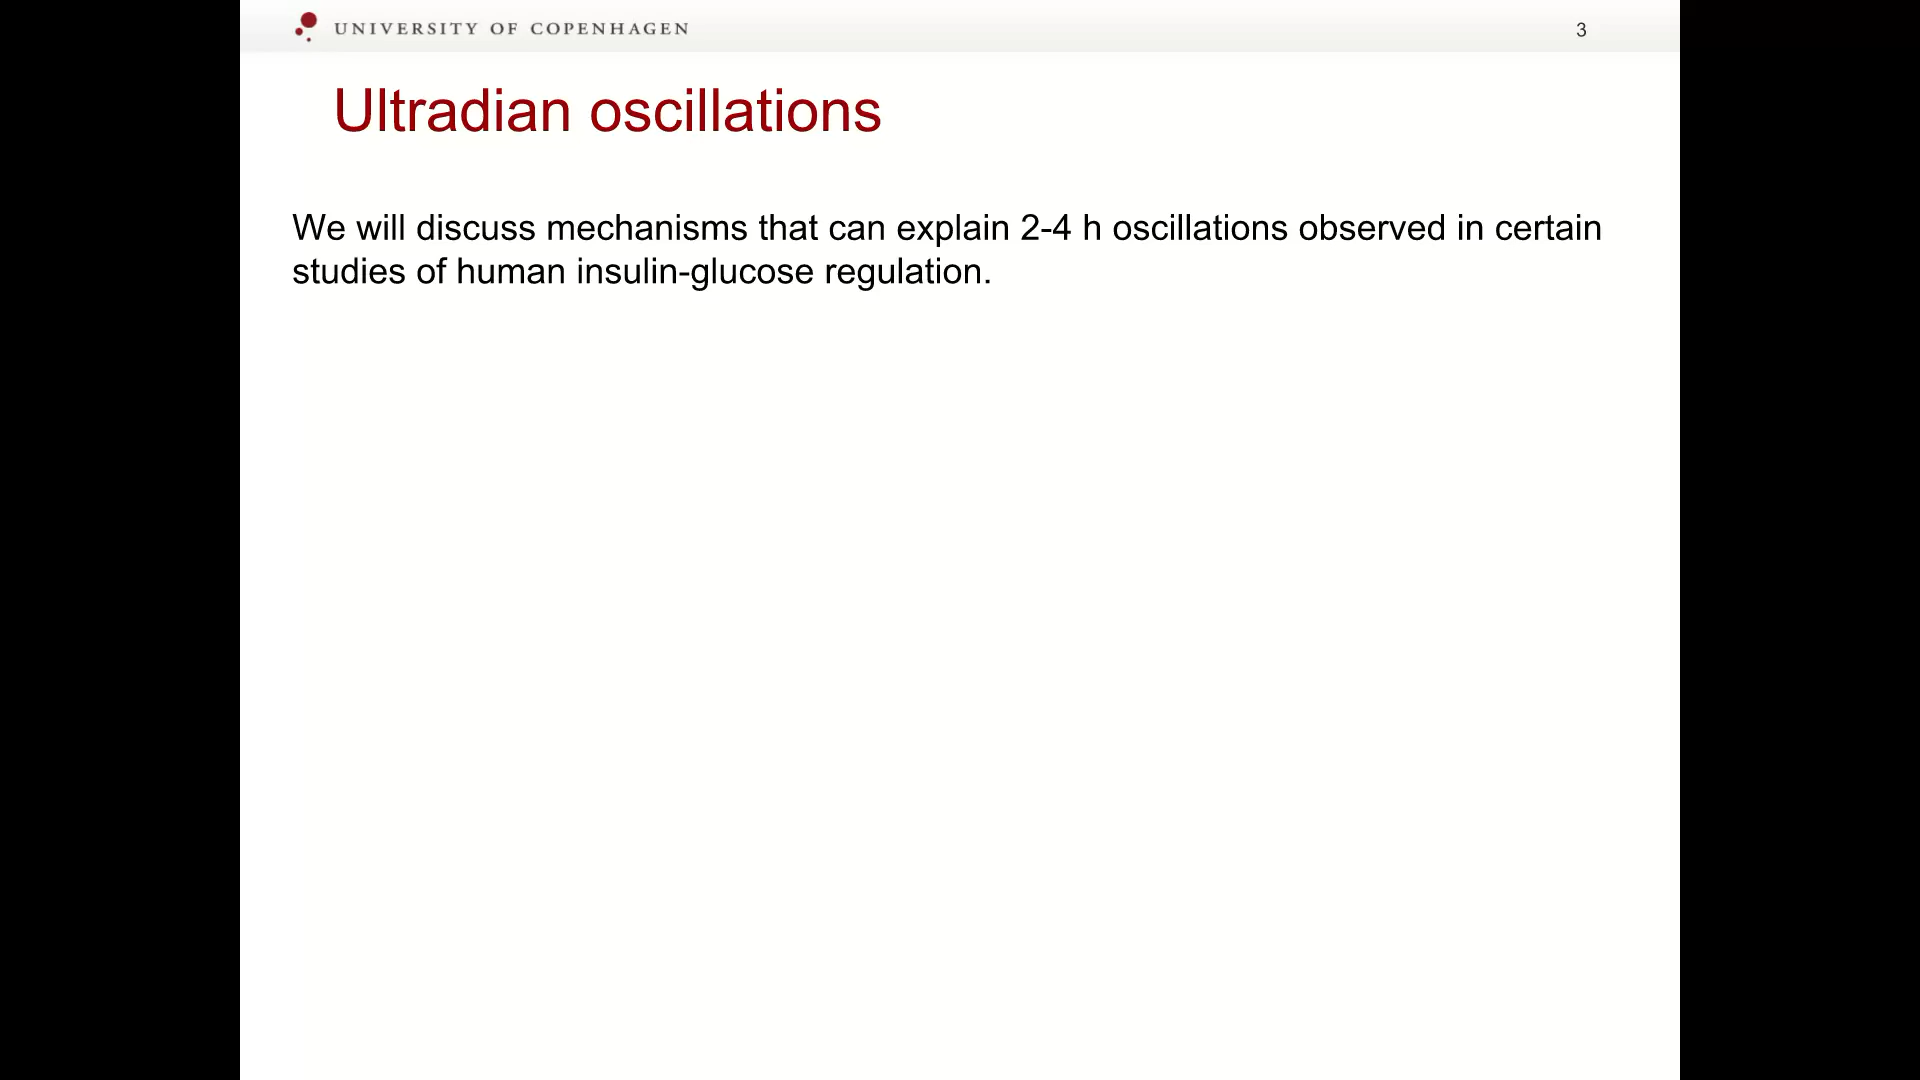 UNIVERSITY OF COPENHAGEN
3
Ultradian oscillations
We will discuss mechanisms that can explain 2-4 h oscillations observed in certain
studies of human insulin-glucose regulation.